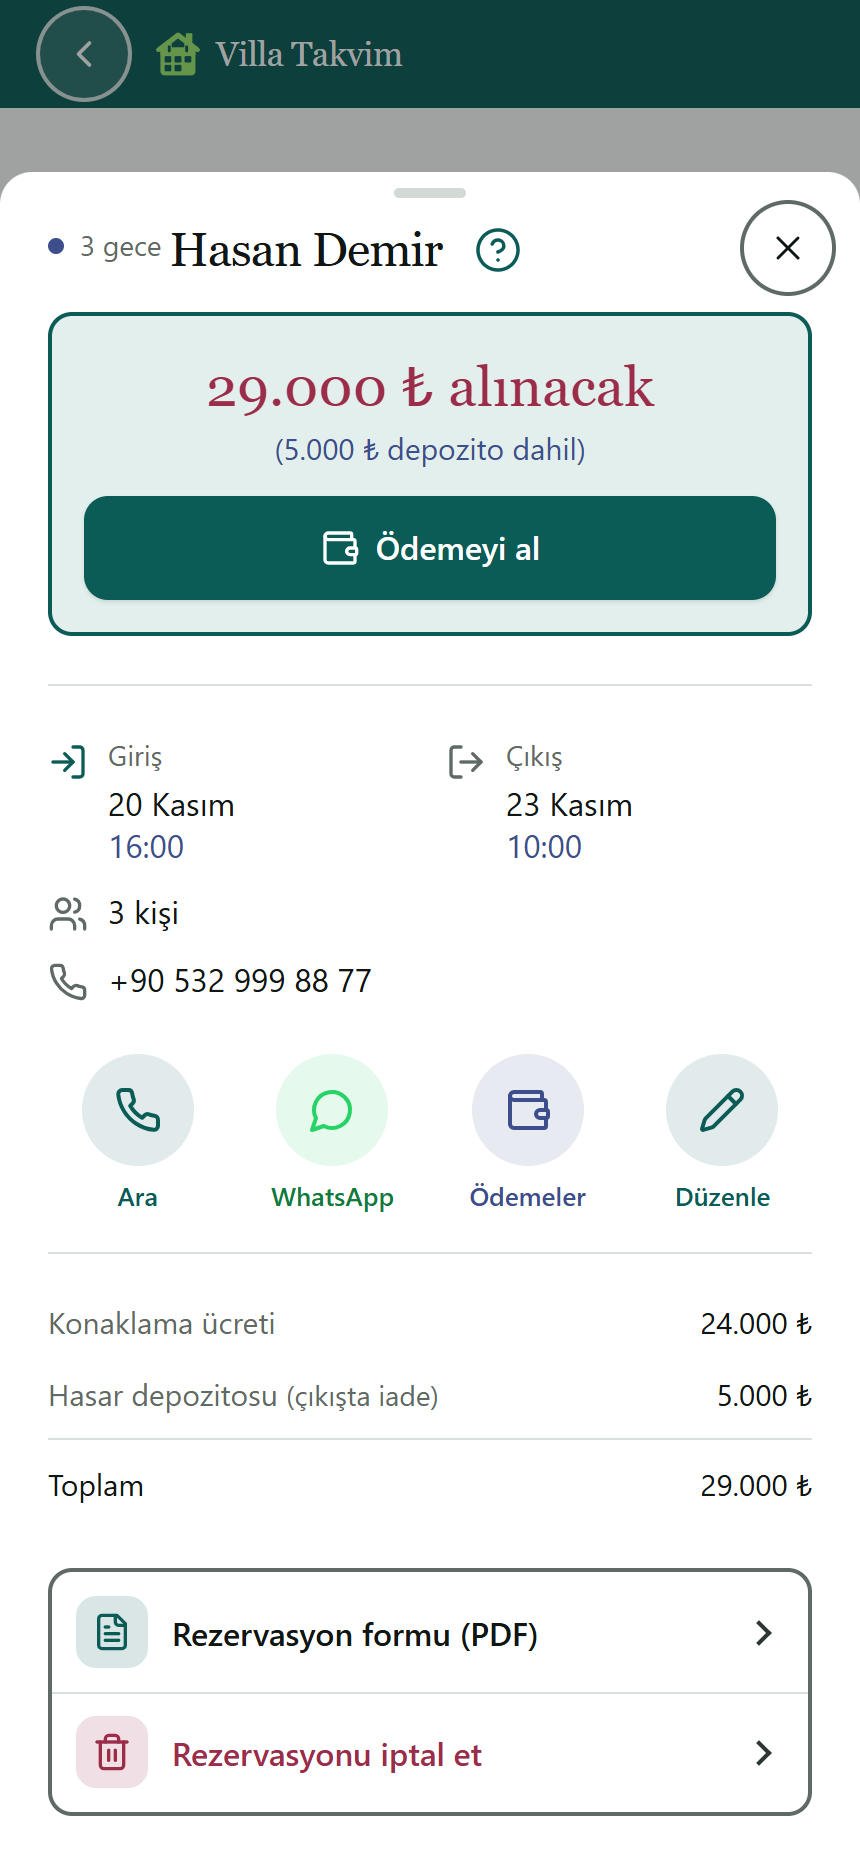 Villa Takvim
3 gece Hasan Demir
29.000 ₺ alınacak
(5.000 ₺ depozito dahil)
Ödemeyi al
Giriş
20 Kasım
16:00
Çıkış
23 Kasım
10:00
3 kişi
+90 532 999 88 77
Ara
WhatsApp
Ödemeler
Düzenle
Konaklama ücreti 24.000 ₺
Hasar depozitosu (çıkışta iade) 5.000 ₺
Toplam 29.000 ₺
Rezervasyon formu (PDF)
Rezervasyonu iptal et